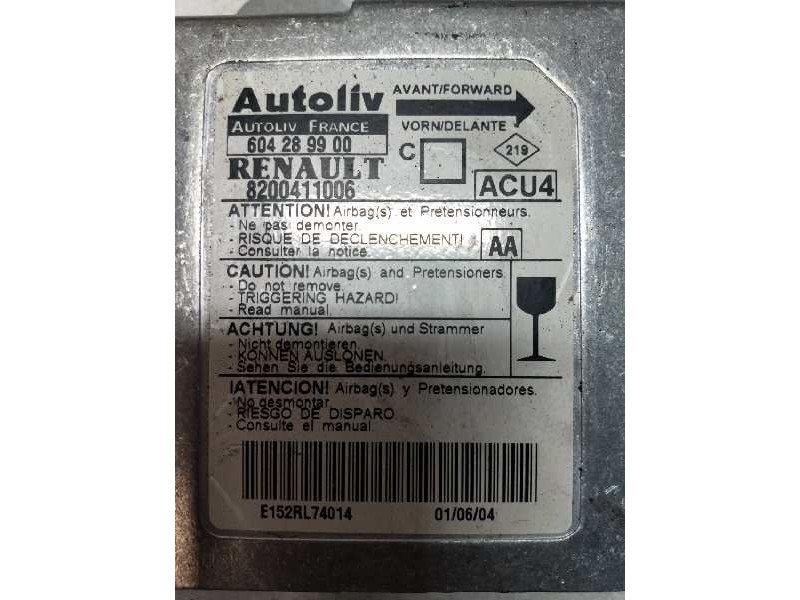 Autoliv
AVANT/FORWARD
AUTOLIV FRANCE
VORN/DELANTE
604 28 99 00
C
219
RENAULT
8200411006
ACU4
ATTENTION! Airbag(s) et Pretensionneurs.
- Ne pas demonter.
- RISQUE DE DECLENCHEMENT!
- Consulter la notice.
AA
CAUTION! Airbag(s) and Pretensioners.
- Do not remove.
- TRIGGERING HAZARD!
- Read manual.
ACHTUNG! Airbag(s) und Strammer
- Nicht demontieren.
- KONNEN AUSLONEN.
- Sehen Sie die Bedienungsanleitung.
IATENCION! Airbag(s) y Pretensionadores.
- No desmontar.
- RIESGO DE DISPARO
- Consulte el manual.
E152RL74014
01/06/04